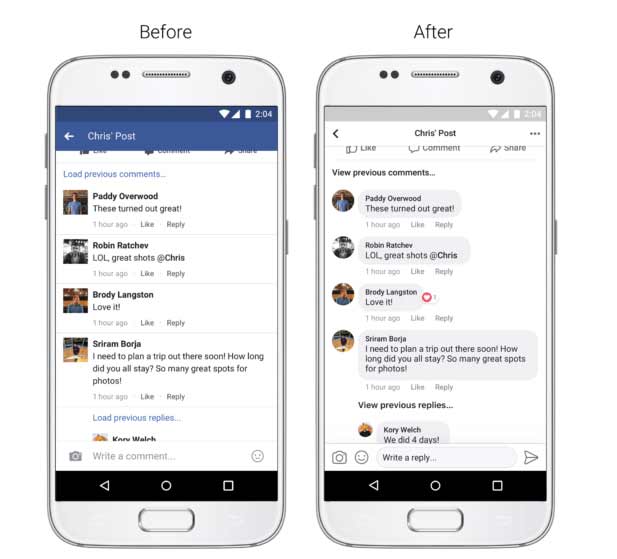 Before
2:04
Chris' Post
Like Comment Share
Load previous comments...
Paddy Overwood
These turned out great!
1 hour ago · Like · Reply
Robin Ratchev
LOL, great shots @Chris
1 hour ago · Like · Reply
Brody Langston
Love it!
1 hour ago · Like · Reply
Sriram Borja
I need to plan a trip out there soon! How long
did you all stay? So many great spots for
photos!
1 hour ago · Like · Reply
Load previous replies...
Kory Welch
Write a comment...
After
2:04
Chris' Post
Like Comment Share
View previous comments...
Paddy Overwood
These turned out great!
1 hour ago Like Reply
Robin Ratchev
LOL, great shots @Chris
1 hour ago Like Reply
Brody Langston
Love it!
1
1 hour ago Like Reply
Sriram Borja
I need to plan a trip out there soon! How
long did you all stay? So many great spots
for photos!
1 hour ago Like Reply
View previous replies...
Kory Welch
We did 4 days!
Write a reply...